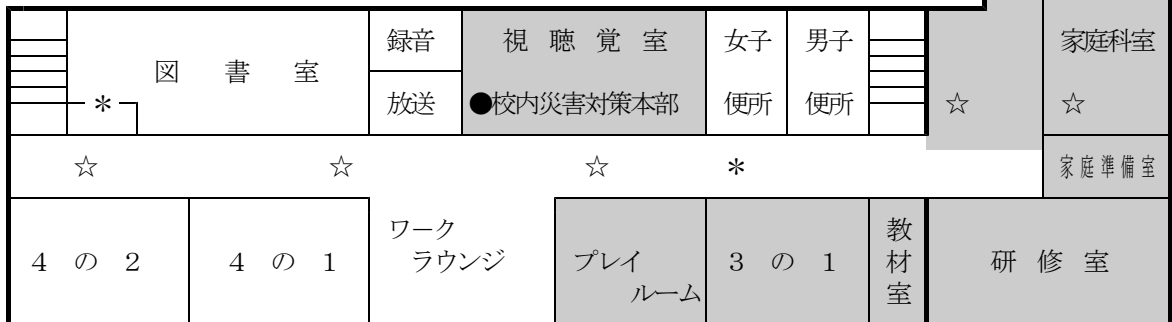 録音 視聴覚室 女子 男子 家庭科室
図書室
＊ 放送 ●校内災害対策本部 便所 便所 ☆ ☆
☆ ☆ ☆ ＊ 家庭準備室
４の２ ４の１ ワーク
ラウンジ プレイ
ルーム ３の１ 教材室 研修室